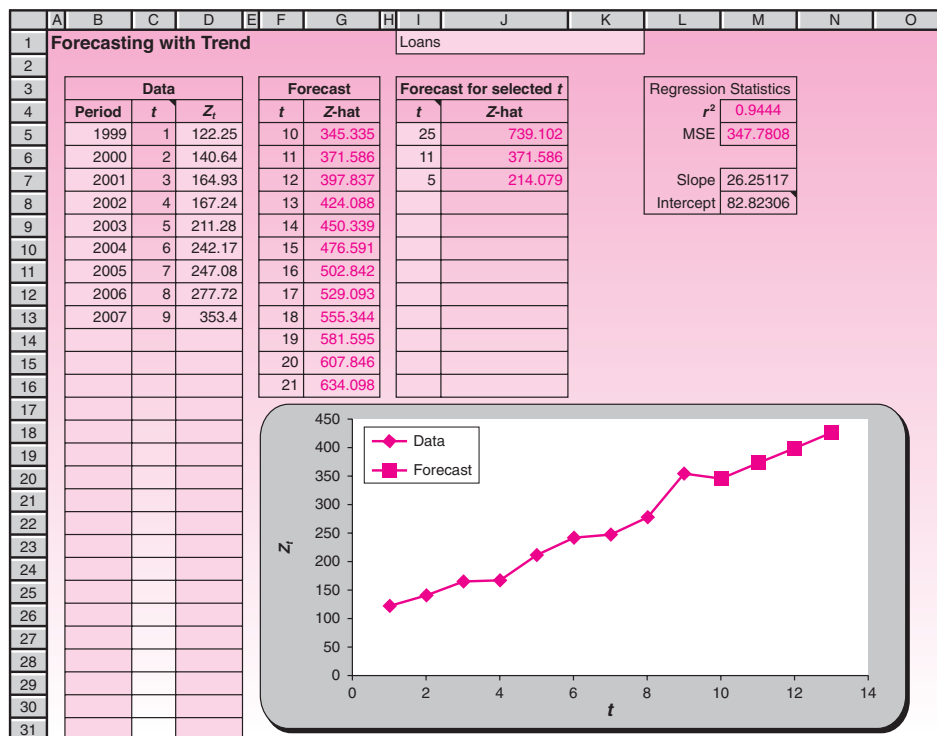 A B C D E F G H I J K L M N O
1 Forecasting with Trend Loans
2
3 Data Forecast Forecast for selected t Regression Statistics
4 Period t Zt t Z-hat t Z-hat r² 0.9444
5 1999 1 122.25 10 345.335 25 739.102 MSE 347.7808
6 2000 2 140.64 11 371.586 11 371.586
7 2001 3 164.93 12 397.837 5 214.079 Slope 26.25117
8 2002 4 167.24 13 424.088 Intercept 82.82306
9 2003 5 211.28 14 450.339
10 2004 6 242.17 15 476.591
11 2005 7 247.08 16 502.842
12 2006 8 277.72 17 529.093
13 2007 9 353.4 18 555.344
14 19 581.595
15 20 607.846
16 21 634.098
17
18
19
20
21
22
23
24
25
26
27
28
29
30
31
450
400
350
300
250
200
150
100
50
0
Zt
Data
Forecast
0 2 4 6 8 10 12 14
t